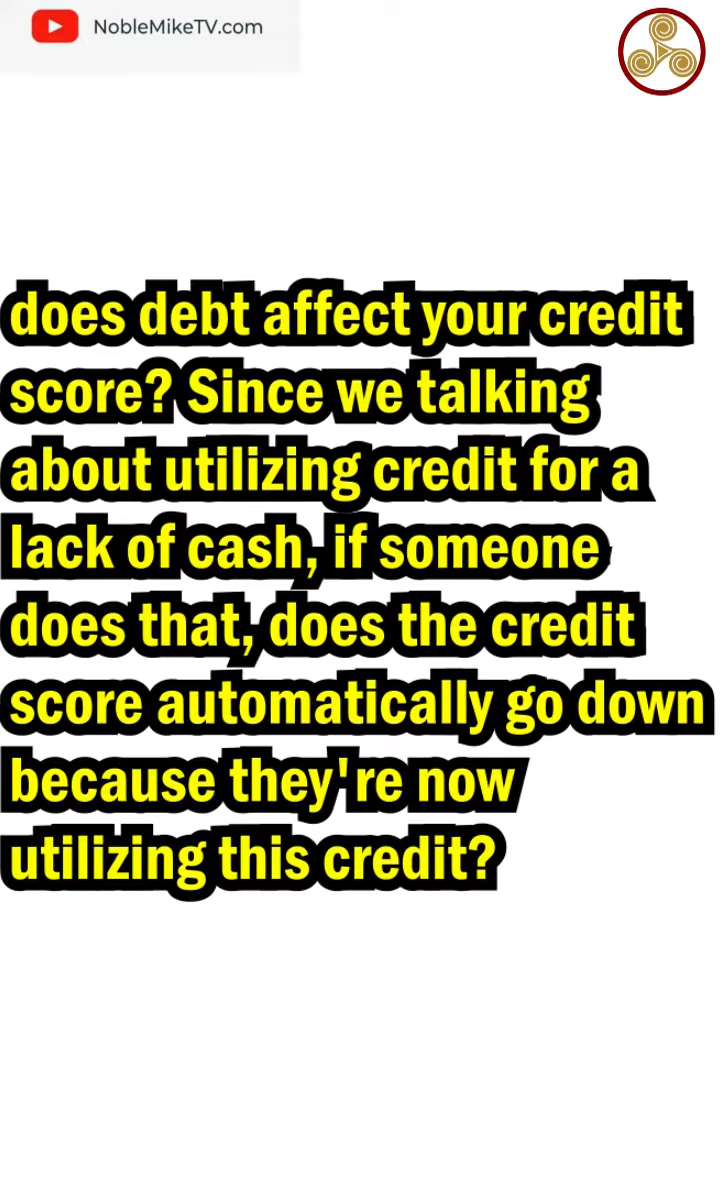 NobleMikeTV.com
does debt affect your credit
score? Since we talking
about utilizing credit for a
lack of cash, if someone
does that, does the credit
score automatically go down
because they're now
utilizing this credit?